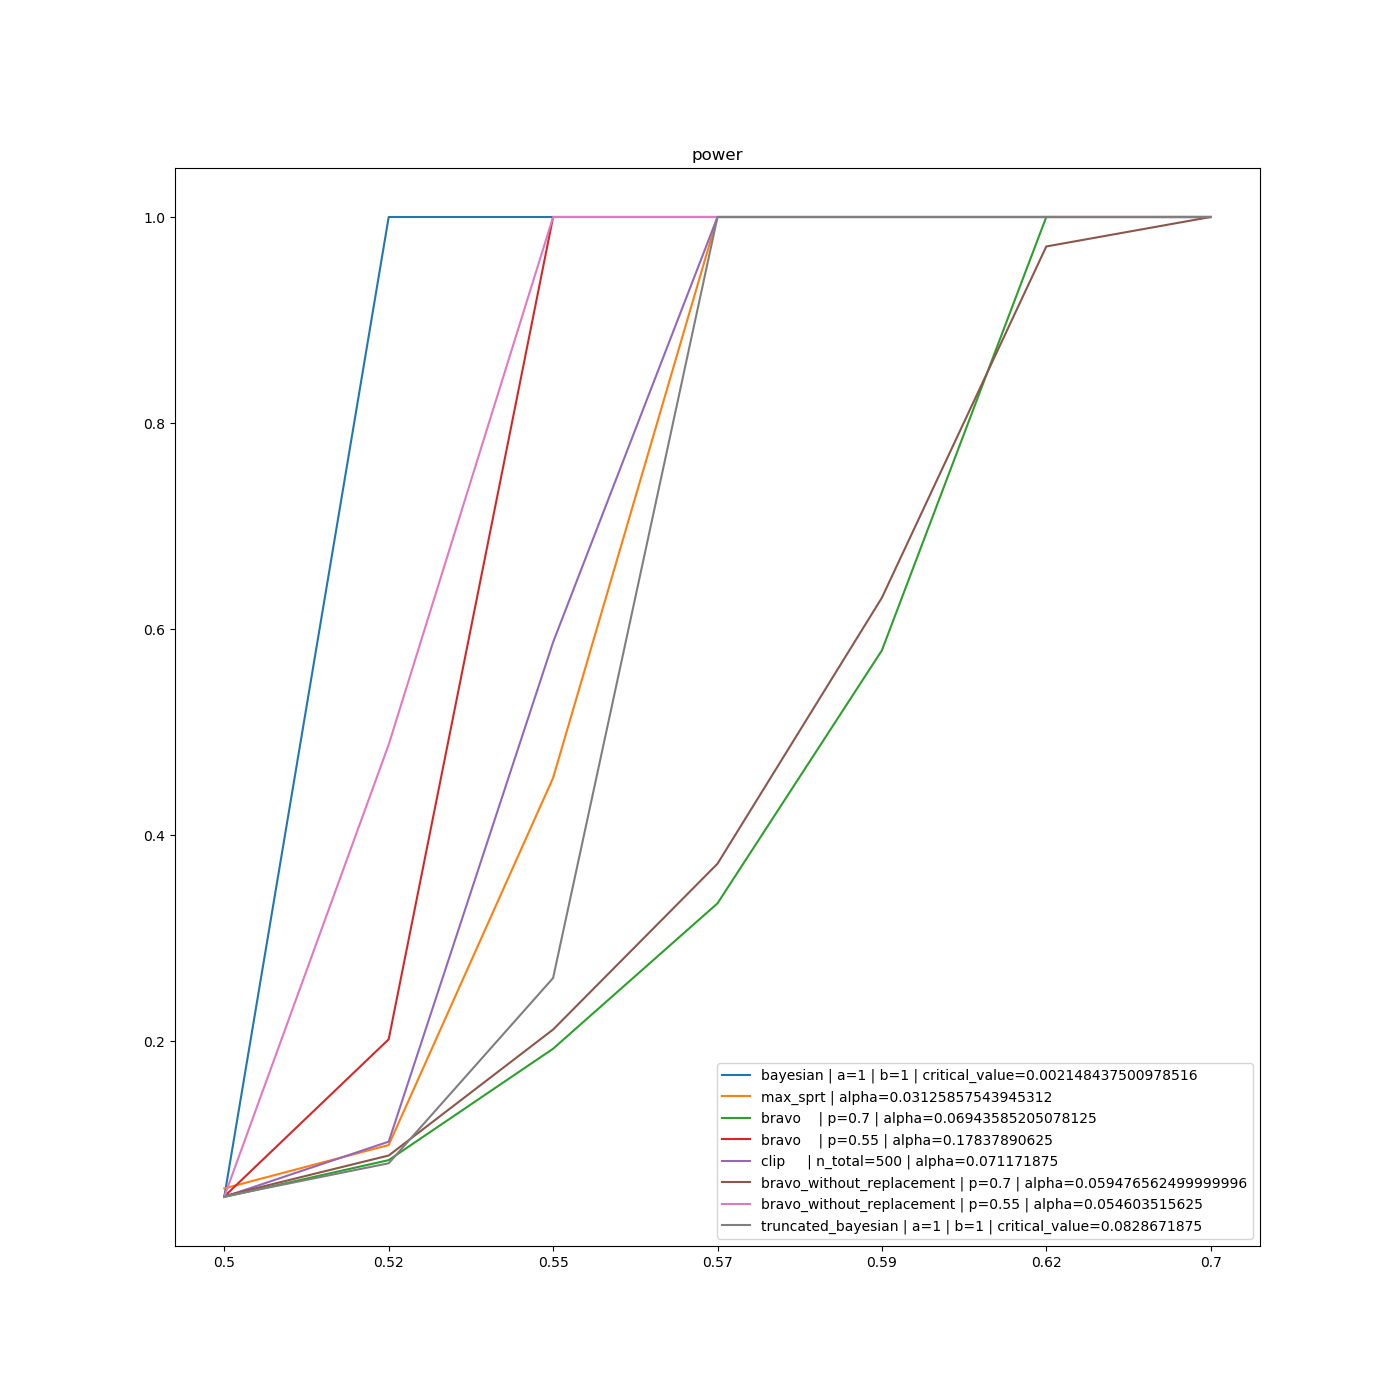 power
1.0
0.8
0.6
0.4
0.2
bayesian | a=1 | b=1 | critical_value=0.002148437500978516
max_sprt | alpha=0.03125857543945312
bravo    | p=0.7 | alpha=0.06943585205078125
bravo    | p=0.55 | alpha=0.17837890625
clip     | n_total=500 | alpha=0.071171875
bravo_without_replacement | p=0.7 | alpha=0.059476562499999996
bravo_without_replacement | p=0.55 | alpha=0.054603515625
truncated_bayesian | a=1 | b=1 | critical_value=0.0828671875
0.5 0.52 0.55 0.57 0.59 0.62 0.7